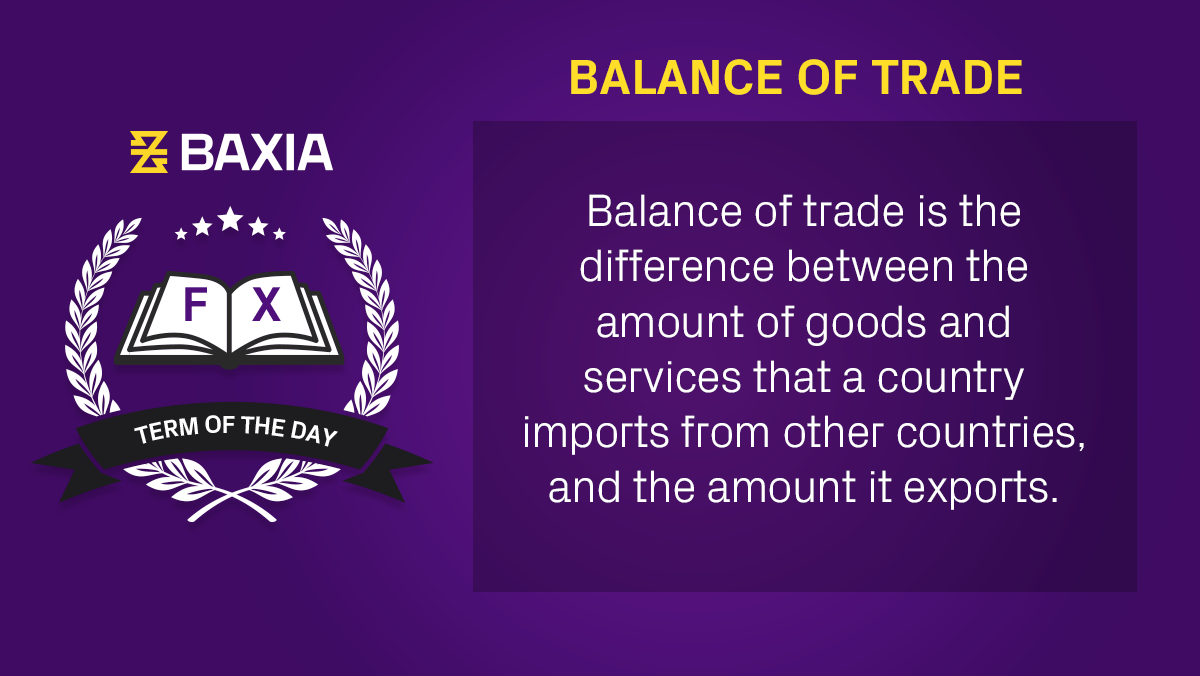 BAXIA
F X
TERM OF THE DAY
BALANCE OF TRADE
Balance of trade is the
difference between the
amount of goods and
services that a country
imports from other countries,
and the amount it exports.